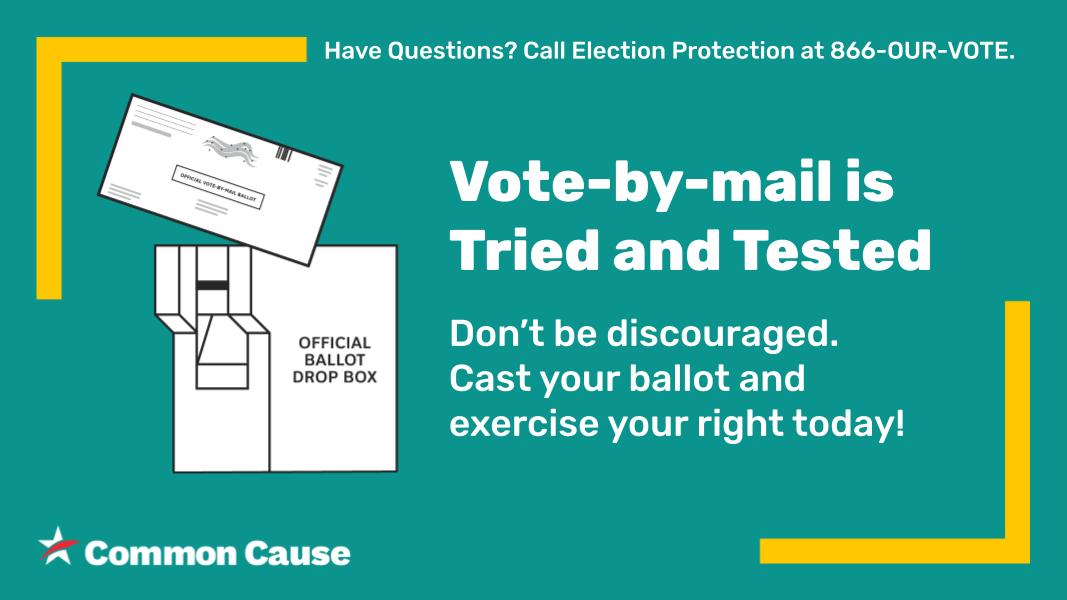 Have Questions? Call Election Protection at 866-OUR-VOTE.
OFFICIAL VOTE-BY-MAIL BALLOT
Vote-by-mail is
Tried and Tested
Don’t be discouraged.
Cast your ballot and
exercise your right today!
OFFICIAL
BALLOT
DROP BOX
Common Cause